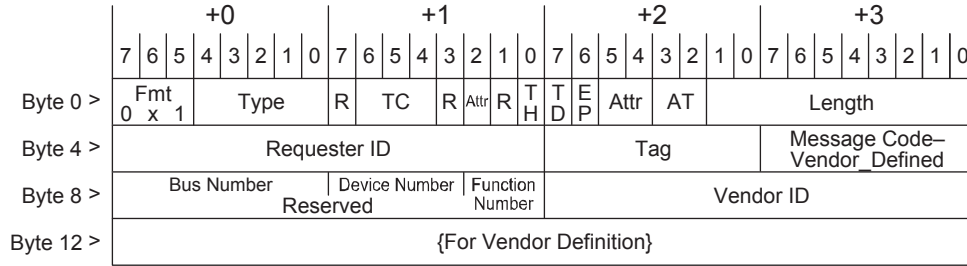 +0 +1 +2 +3
7 6 5 4 3 2 1 0 7 6 5 4 3 2 1 0 7 6 5 4 3 2 1 0 7 6 5 4 3 2 1 0
Byte 0 > Fmt 0 x 1 Type R TC R Attr R TH TD EP Attr AT Length
Byte 4 > Requester ID Tag Message Code–
Vendor_Defined
Byte 8 > Bus Number Device Number Function Number Vendor ID
Reserved
Byte 12 > {For Vendor Definition}